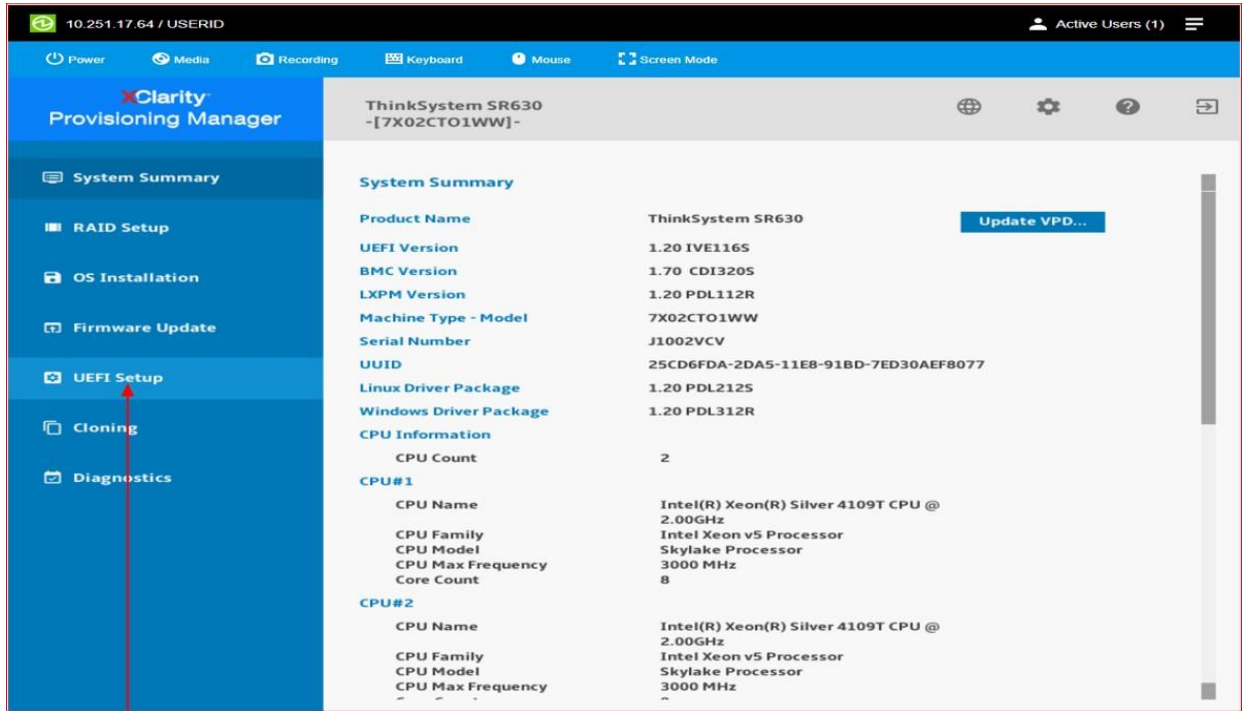 10.251.17.64 / USERID
Active Users (1)
Power Media Recording Keyboard Mouse Screen Mode
XClarity
Provisioning Manager
ThinkSystem SR630
-[7X02CTO1WW]-
System Summary
RAID Setup
OS Installation
Firmware Update
UEFI Setup
Cloning
Diagnostics
System Summary
Product Name ThinkSystem SR630 Update VPD...
UEFI Version 1.20 IVE116S
BMC Version 1.70 CDI320S
LXPM Version 1.20 PDL112R
Machine Type - Model 7X02CTO1WW
Serial Number J1002VCV
UUID 25CD6FDA-2DA5-11E8-91BD-7ED30AEF8077
Linux Driver Package 1.20 PDL212S
Windows Driver Package 1.20 PDL312R
CPU Information
CPU Count 2
CPU#1
CPU Name Intel(R) Xeon(R) Silver 4109T CPU @
2.00GHz
CPU Family Intel Xeon v5 Processor
CPU Model Skylake Processor
CPU Max Frequency 3000 MHz
Core Count 8
CPU#2
CPU Name Intel(R) Xeon(R) Silver 4109T CPU @
2.00GHz
CPU Family Intel Xeon v5 Processor
CPU Model Skylake Processor
CPU Max Frequency 3000 MHz